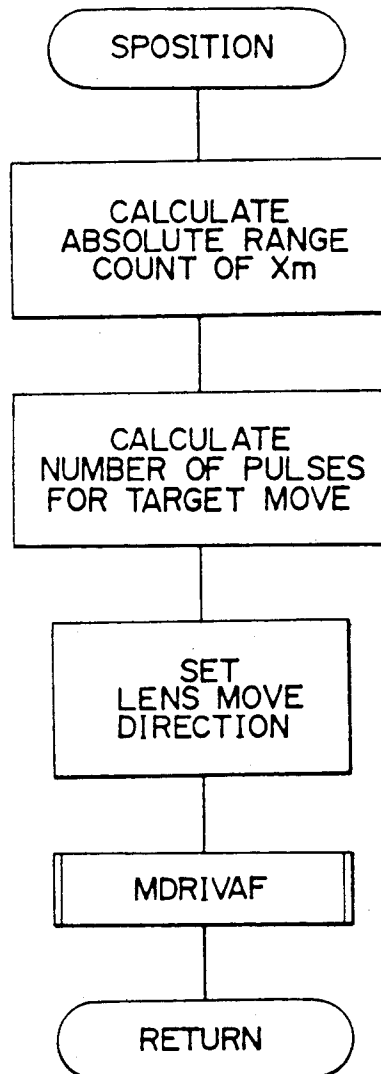 SPOSITION
CALCULATE
ABSOLUTE RANGE
COUNT OF Xm
CALCULATE
NUMBER OF PULSES
FOR TARGET MOVE
SET
LENS MOVE
DIRECTION
MDRIVAF
RETURN